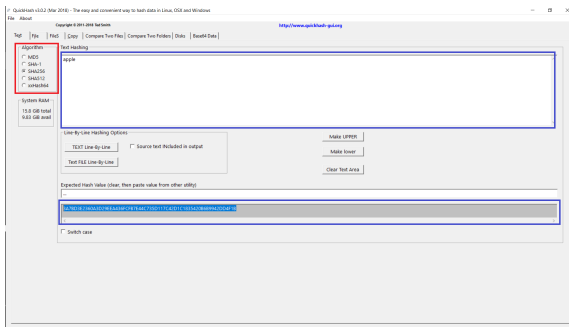 QuickHash v3.0.2 (Mar 2018) - The easy and convenient way to hash data in Linux, OSX and Windows
File About
Copyright © 2011-2018 Ted Smith
http://www.quickhash-gui.org
Text File FileS Copy Compare Two Files Compare Two Folders Disks Base64 Data
Algorithm
MD5
SHA-1
SHA256
SHA512
xxHash64
System RAM
15.8 GiB total
9.83 GiB avail
Text Hashing
apple
Line-By-Line Hashing Options
TEXT Line-By-Line
Source text INcluded in output
Text FILE Line-By-Line
Make UPPER
Make lower
Clear Text Area
Expected Hash Value (clear, then paste value from other utility)
...
Switch case